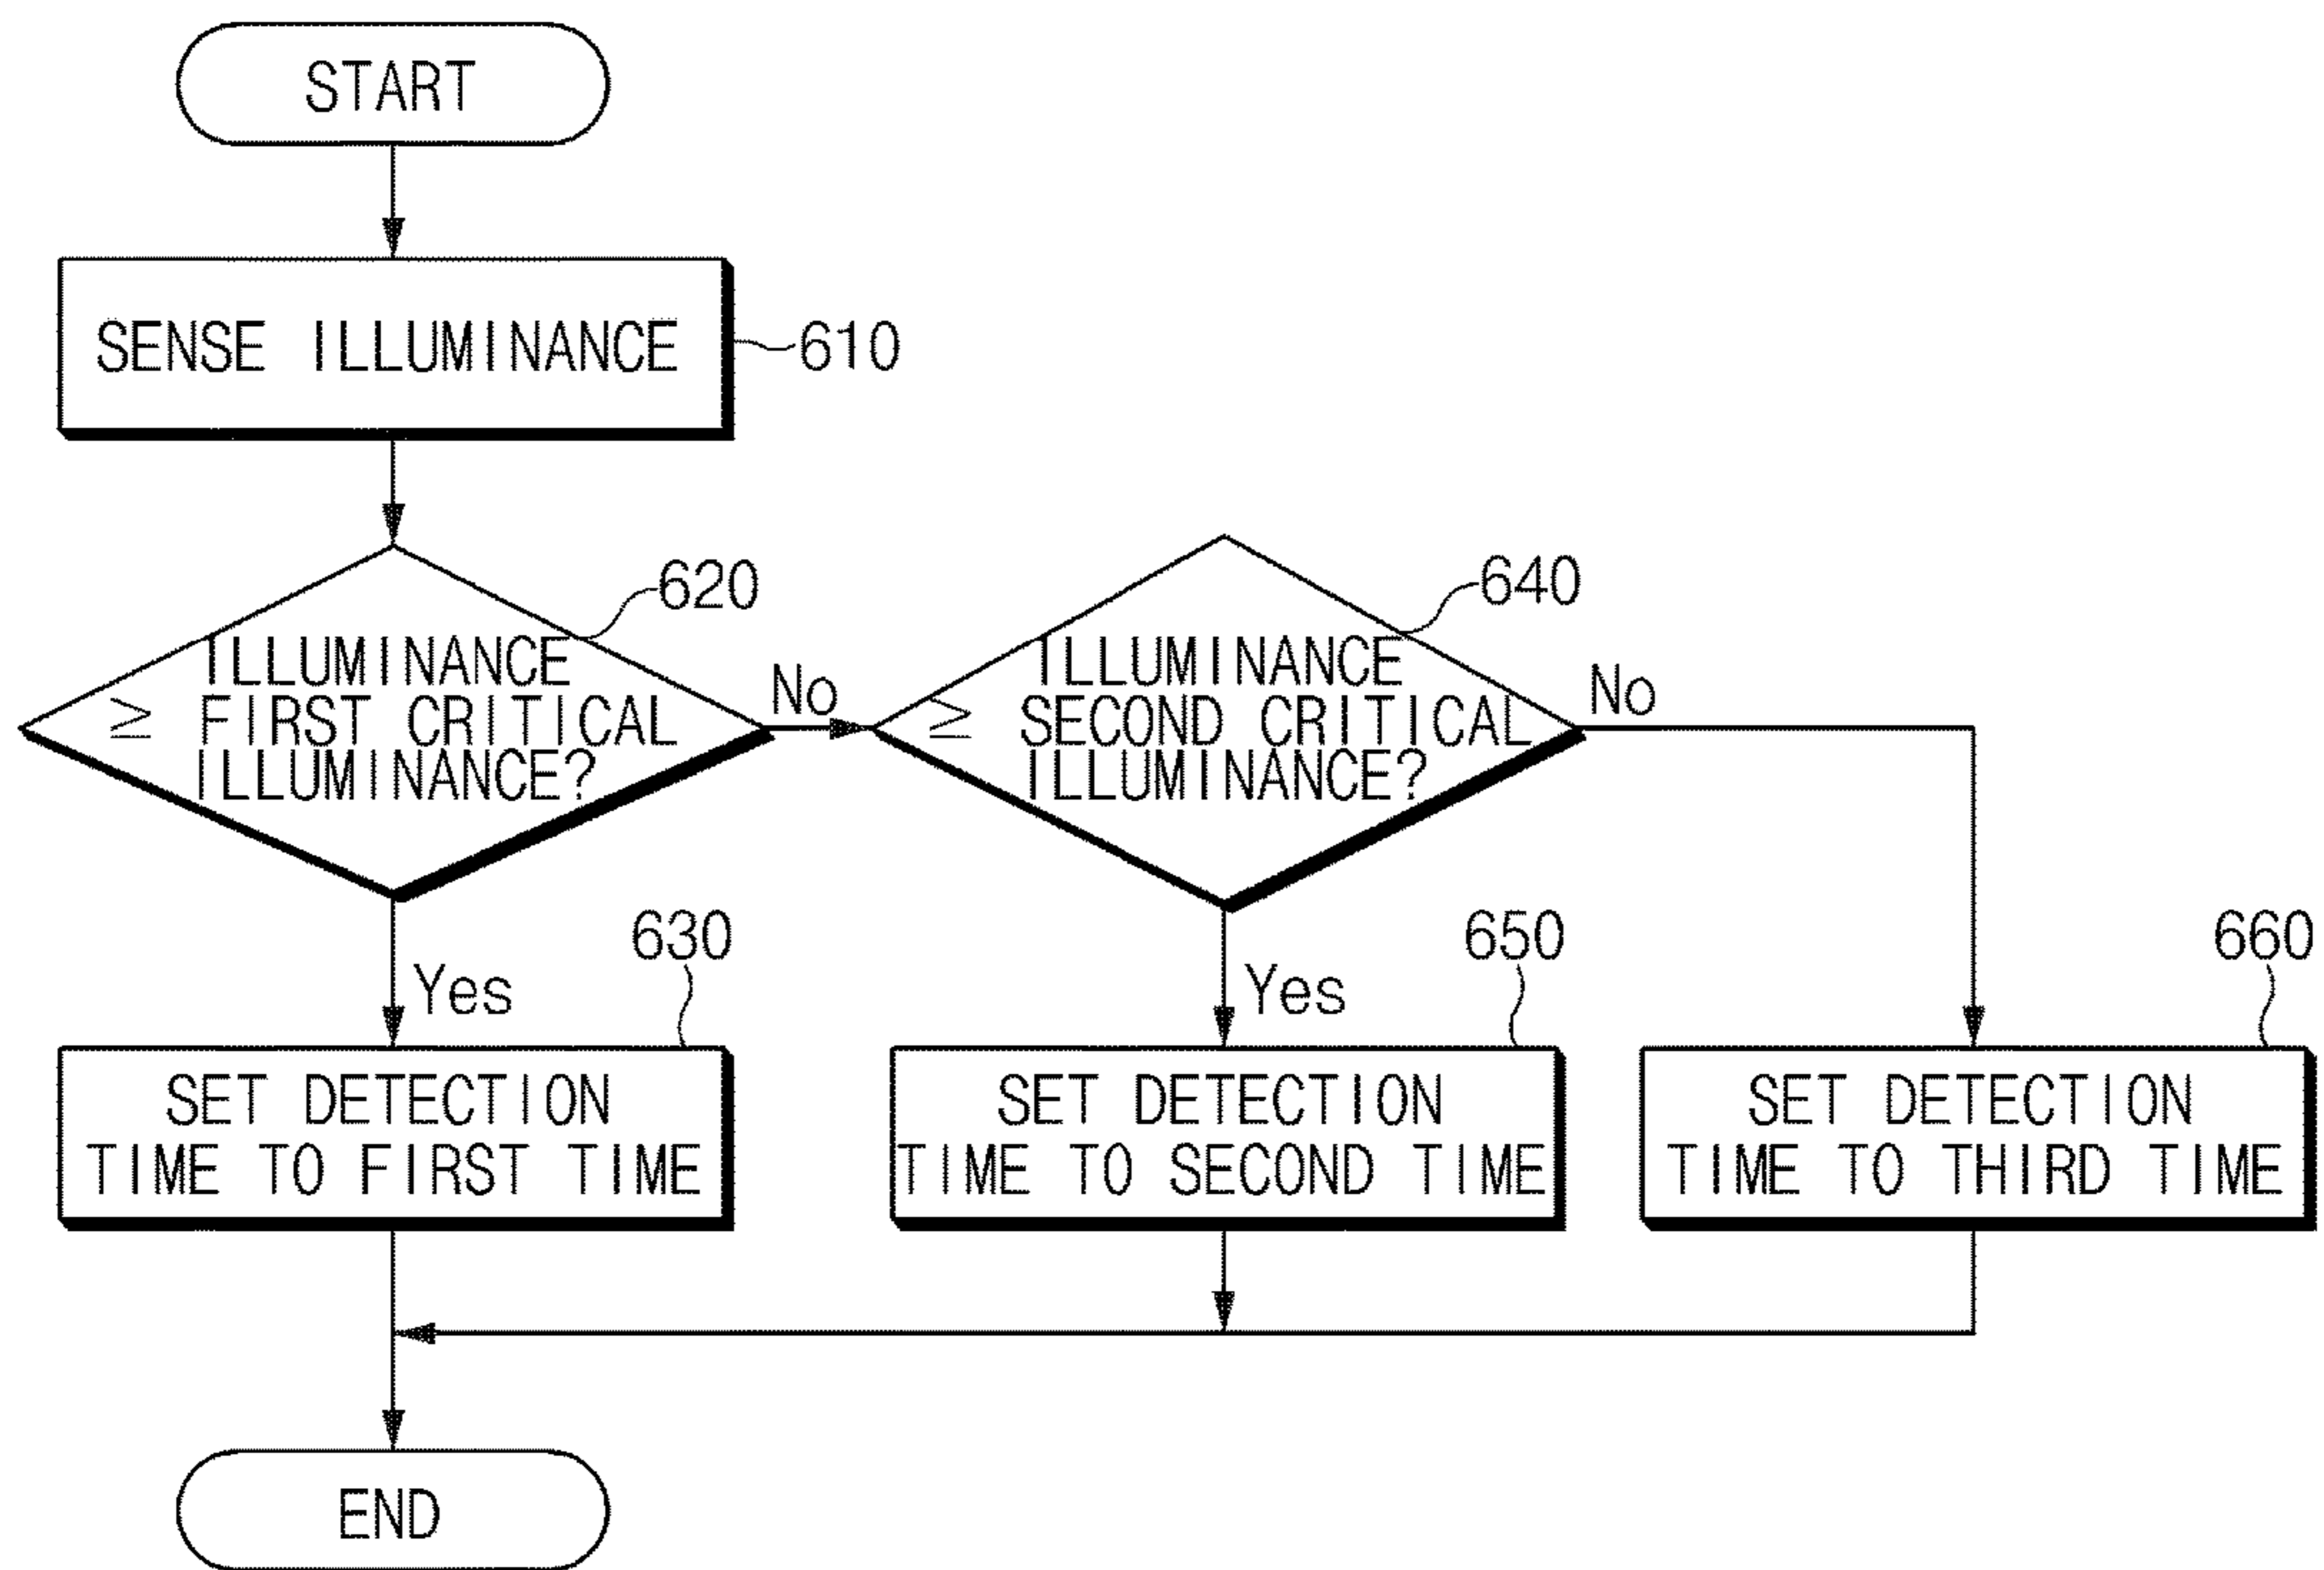 START
SENSE ILLUMINANCE
610
620
ILLUMINANCE
≥ FIRST CRITICAL
ILLUMINANCE?
No
640
ILLUMINANCE
≥ SECOND CRITICAL
ILLUMINANCE?
No
Yes
630
SET DETECTION
TIME TO FIRST TIME
Yes
650
SET DETECTION
TIME TO SECOND TIME
660
SET DETECTION
TIME TO THIRD TIME
END